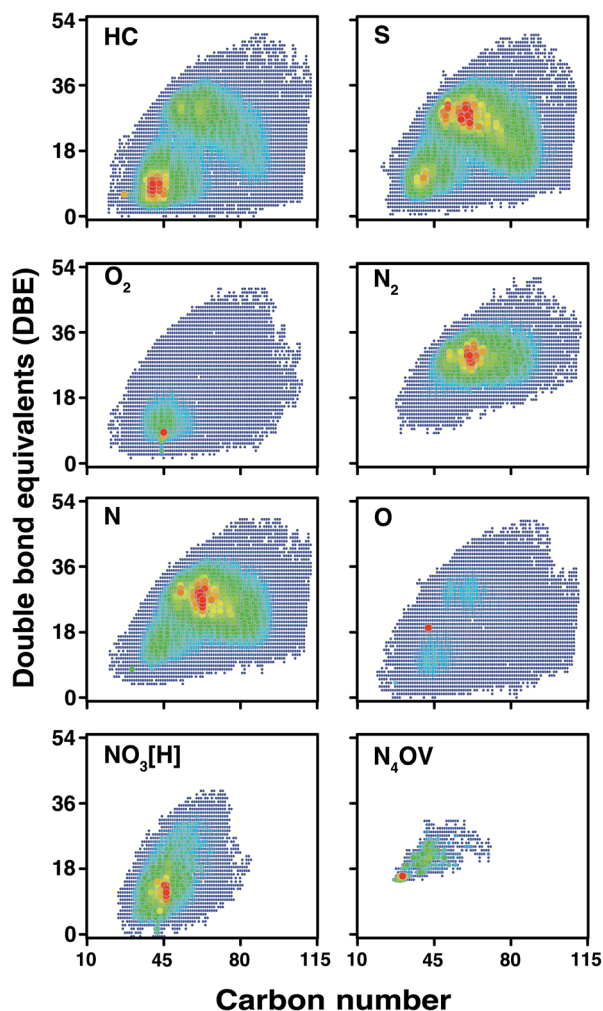 54
HC
S
36
18
0
54
O₂
N₂
36
18
0
54
N
O
36
18
0
54
NO₃[H]
N₄OV
36
18
0
10 45 80 115
10 45 80 115
Double bond equivalents (DBE)
Carbon number